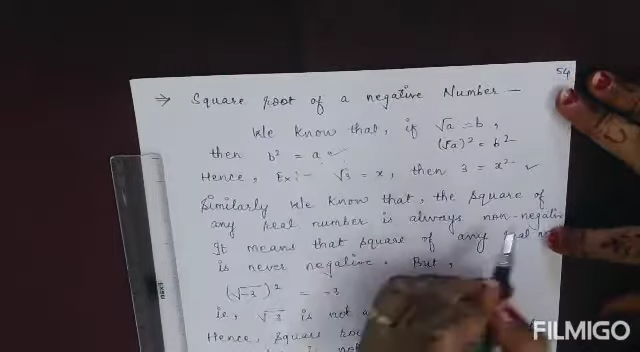 54
⇒ Square root of a negative Number –
We know that, if √a = b,
(√a)² = b²
then b² = a ✓
Hence, Ex:- √3 = x, then 3 = x² ✓
Similarly We know that, the square of
any real number is always non-negative
It means that square of any real
is never negative. But,
(√-3)² = -3
ie, √-3 is not a
Hence, square
FILMIGO